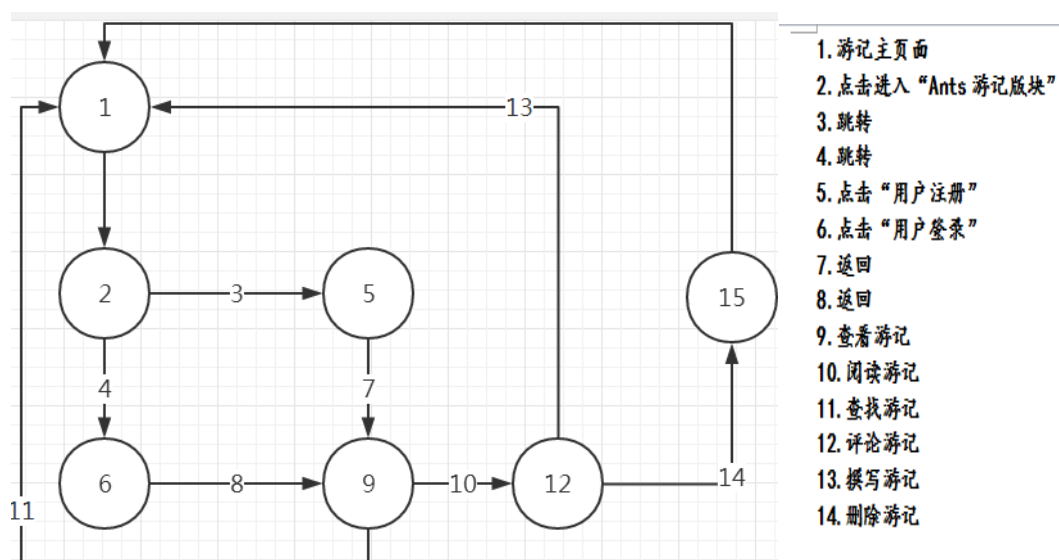 1
13
2
3
5
15
4
7
6
8
9
10
12
14
11
1.游记主页面
2.点击进入“Ants 游记版块”
3.跳转
4.跳转
5.点击“用户注册”
6.点击“用户登录”
7.返回
8.返回
9.查看游记
10.阅读游记
11.查找游记
12.评论游记
13.撰写游记
14.删除游记